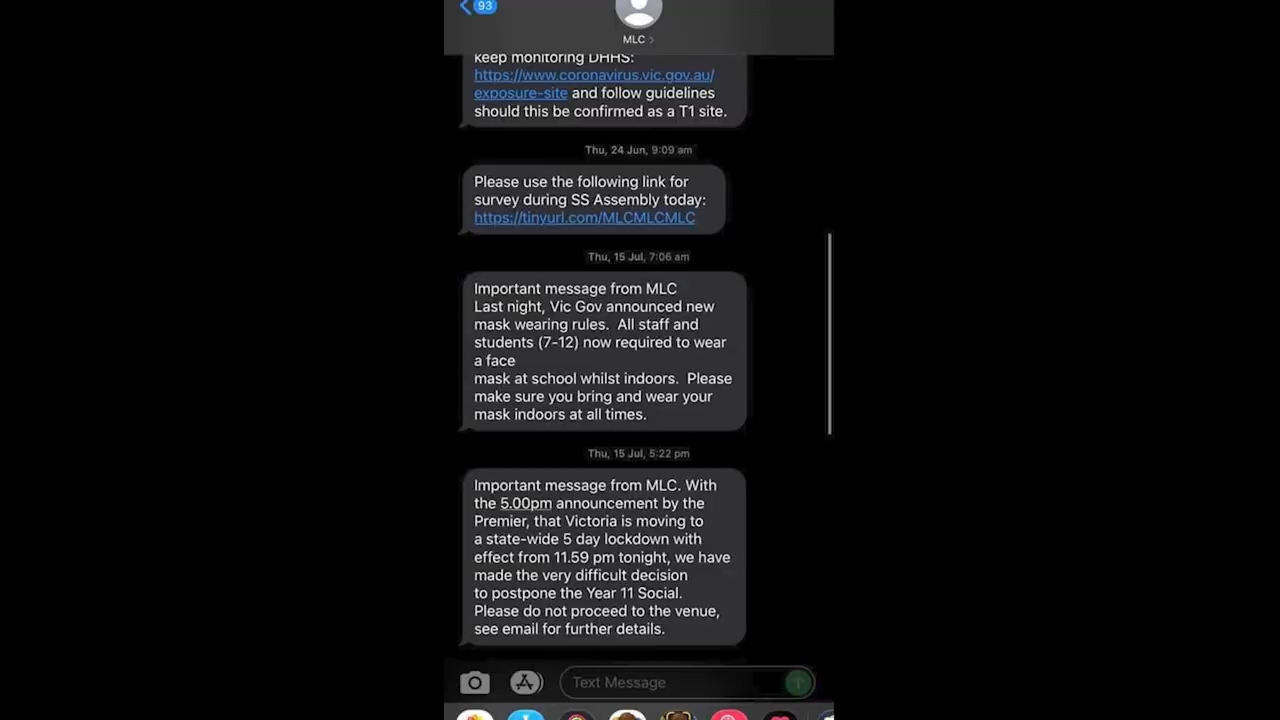 93
MLC
keep monitoring DHHS:
https://www.coronavirus.vic.gov.au/
exposure-site and follow guidelines
should this be confirmed as a T1 site.
Thu, 24 Jun, 9:09 am
Please use the following link for
survey during SS Assembly today:
https://tinyurl.com/MLCMLCMLC
Thu, 15 Jul, 7:06 am
Important message from MLC
Last night, Vic Gov announced new
mask wearing rules.  All staff and
students (7-12) now required to wear
a face
mask at school whilst indoors.  Please
make sure you bring and wear your
mask indoors at all times.
Thu, 15 Jul, 5:22 pm
Important message from MLC. With
the 5.00pm announcement by the
Premier, that Victoria is moving to
a state-wide 5 day lockdown with
effect from 11.59 pm tonight, we have
made the very difficult decision
to postpone the Year 11 Social.
Please do not proceed to the venue,
see email for further details.
Text Message